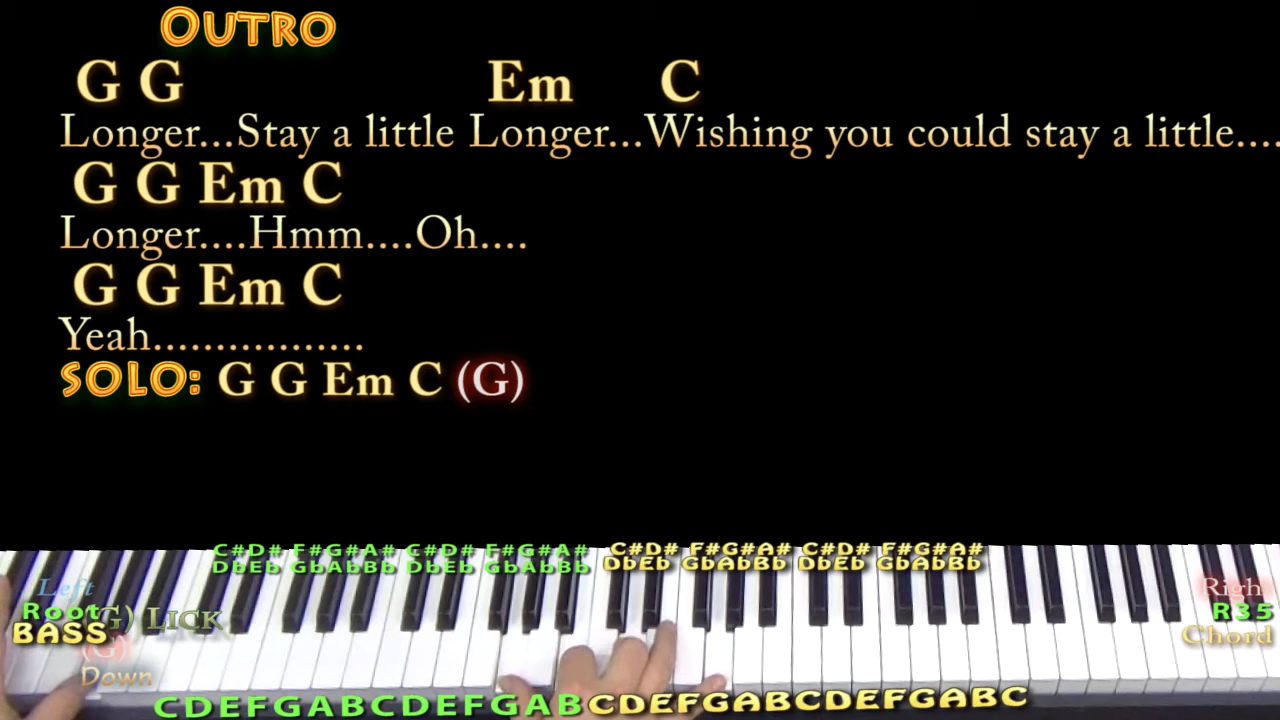 OUTRO
G G Em C
Longer...Stay a little Longer...Wishing you could stay a little....
G G Em C
Longer....Hmm....Oh....
G G Em C
Yeah.................
SOLO: G G Em C (G)
C#D# F#G#A# C#D# F#G#A# C#D# F#G#A# C#D# F#G#A#
DbEb GbAbBb DbEb GbAbBb DbEb GbAbBb DbEb GbAbBb
Left Right
Root G) LICK R35
BASS Chord
(G)
Down
CDEFGABCDEFGABCDEFGABCDEFGABC